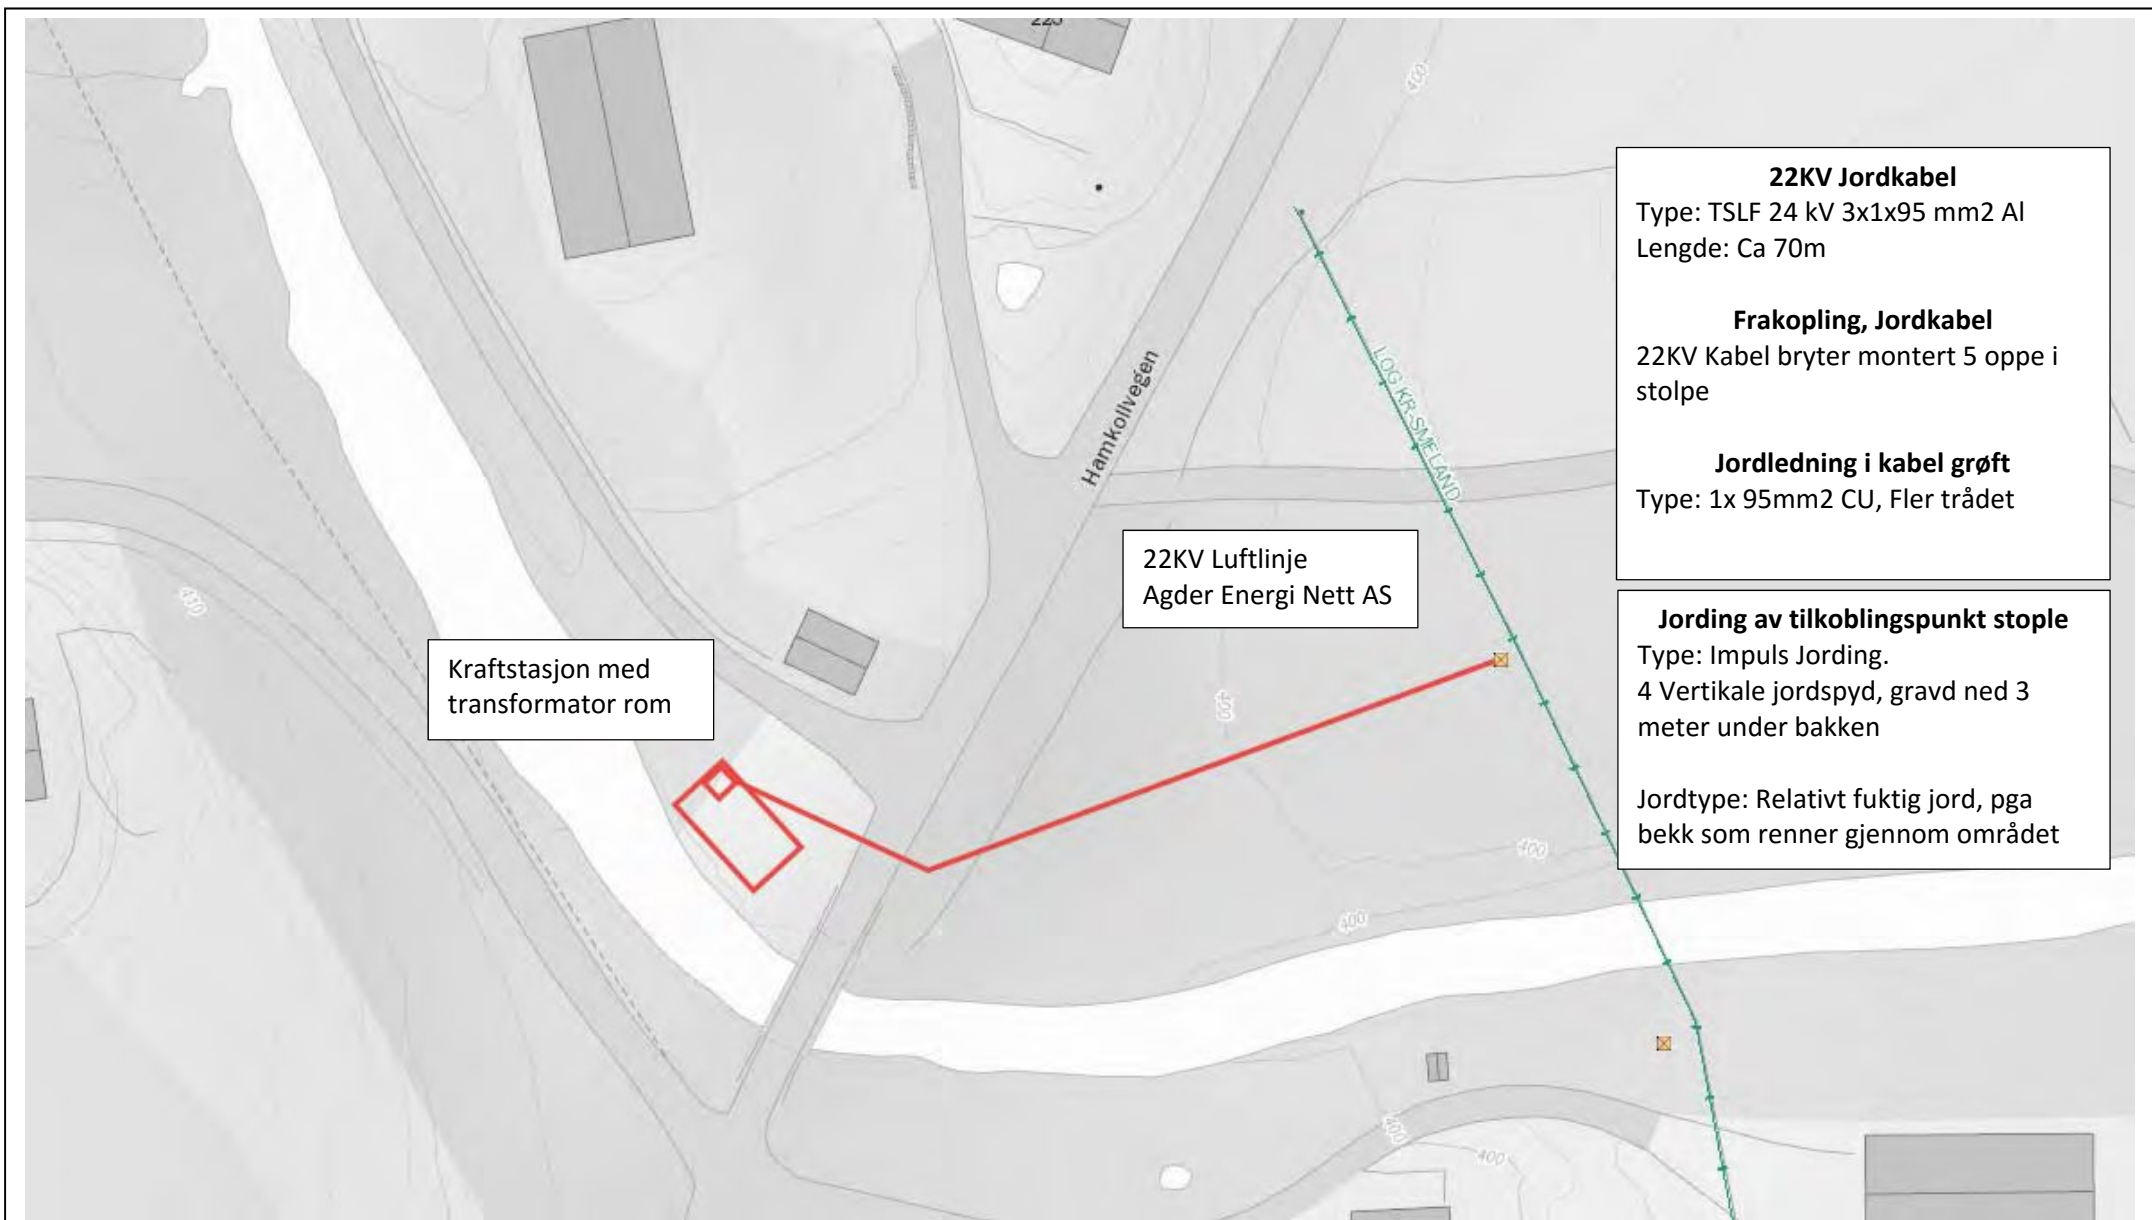 225
400
22KV Jordkabel
Type: TSLF 24 kV 3x1x95 mm2 Al
Lengde: Ca 70m
Frakopling, Jordkabel
22KV Kabel bryter montert 5 oppe i
stolpe
Jordledning i kabel grøft
Type: 1x 95mm2 CU, Fler trådet
Hamkollvegen
LOG KR-SMELAND
22KV Luftlinje
Agder Energi Nett AS
Jording av tilkoblingspunkt stople
Type: Impuls Jording.
4 Vertikale jordspyd, gravd ned 3
meter under bakken
Jordtype: Relativt fuktig jord, pga
bekk som renner gjennom området
Kraftstasjon med
transformator rom
400
400
400
400